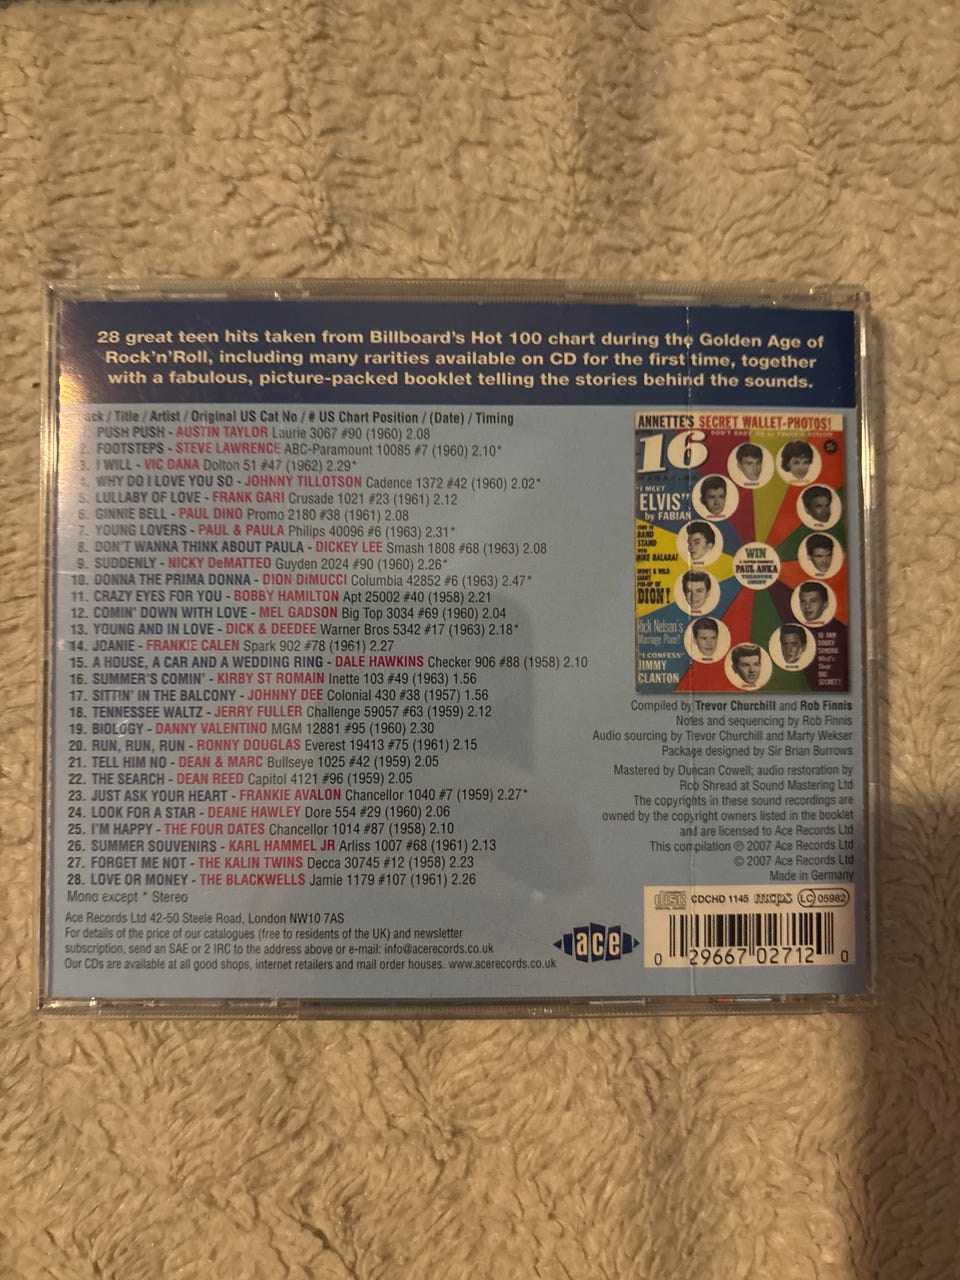 28 great teen hits taken from Billboard's Hot 100 chart during the Golden Age of
Rock'n'Roll, including many rarities available on CD for the first time, together
with a fabulous, picture-packed booklet telling the stories behind the sounds.
ack / Title / Artist / Original US Cat No / # US Chart Position / (Date) / Timing
1. PUSH PUSH - AUSTIN TAYLOR Laurie 3067 #90 (1960) 2.08
2. FOOTSTEPS - STEVE LAWRENCE ABC-Paramount 10085 #7 (1960) 2.10*
3. I WILL - VIC DANA Dolton 51 #47 (1962) 2.29*
4. WHY DO I LOVE YOU SO - JOHNNY TILLOTSON Cadence 1372 #42 (1960) 2.02*
5. LULLABY OF LOVE - FRANK GARI Crusade 1021 #23 (1961) 2.12
6. GINNIE BELL - PAUL DINO Promo 2180 #38 (1961) 2.08
7. YOUNG LOVERS - PAUL & PAULA Philips 40096 #6 (1963) 2.31*
8. DON'T WANNA THINK ABOUT PAULA - DICKEY LEE Smash 1808 #68 (1963) 2.08
9. SUDDENLY - NICKY DeMATTEO Guyden 2024 #90 (1960) 2.26*
10. DONNA THE PRIMA DONNA - DION DiMUCCI Columbia 42852 #6 (1963) 2.47*
11. CRAZY EYES FOR YOU - BOBBY HAMILTON Apt 25002 #40 (1958) 2.21
12. COMIN' DOWN WITH LOVE - MEL GADSON Big Top 3034 #69 (1960) 2.04
13. YOUNG AND IN LOVE - DICK & DEEDEE Warner Bros 5342 #17 (1963) 2.18*
14. JOANIE - FRANKIE CALEN Spark 902 #78 (1961) 2.27
15. A HOUSE, A CAR AND A WEDDING RING - DALE HAWKINS Checker 906 #88 (1958) 2.10
16. SUMMER'S COMIN' - KIRBY ST ROMAIN Inette 103 #49 (1963) 1.56
17. SITTIN' IN THE BALCONY - JOHNNY DEE Colonial 430 #38 (1957) 1.56
18. TENNESSEE WALTZ - JERRY FULLER Challenge 59057 #63 (1959) 2.12
19. BIOLOGY - DANNY VALENTINO MGM 12881 #95 (1960) 2.30
20. RUN, RUN, RUN - RONNY DOUGLAS Everest 19413 #75 (1961) 2.15
21. TELL HIM NO - DEAN & MARC Bullseye 1025 #42 (1959) 2.05
22. THE SEARCH - DEAN REED Capitol 4121 #96 (1959) 2.05
23. JUST ASK YOUR HEART - FRANKIE AVALON Chancellor 1040 #7 (1959) 2.27*
24. LOOK FOR A STAR - DEANE HAWLEY Dore 554 #29 (1960) 2.06
25. I'M HAPPY - THE FOUR DATES Chancellor 1014 #87 (1958) 2.10
26. SUMMER SOUVENIRS - KARL HAMMEL JR Arliss 1007 #68 (1961) 2.13
27. FORGET ME NOT - THE KALIN TWINS Decca 30745 #12 (1958) 2.23
28. LOVE OR MONEY - THE BLACKWELLS Jamie 1179 #107 (1961) 2.26
Mono except * Stereo
Ace Records Ltd 42-50 Steele Road, London NW10 7AS
For details of the price of our catalogues (free to residents of the UK) and newsletter
subscription, send an SAE or 2 IRC to the address above or e-mail: info@acerecords.co.uk
Our CDs are available at all good shops, internet retailers and mail order houses. www.acerecords.co.uk
ace
ANNETTE'S SECRET WALLET-PHOTOS!
16
MAGAZINE
"I MEET
ELVIS"
by FABIAN
BAND
STAND
WITH
DION!
WIN
PAUL ANKA
Rick Nelson's
"I CONFESS"
JIMMY
CLANTON
Compiled by Trevor Churchill and Rob Finnis
Notes and sequencing by Rob Finnis
Audio sourcing by Trevor Churchill and Marty Wekser
Package designed by Sir Brian Burrows
Mastered by Duncan Cowell; audio restoration by
Rob Shread at Sound Mastering Ltd
The copyrights in these sound recordings are
owned by the copyright owners listed in the booklet
and are licensed to Ace Records Ltd
This compilation ℗ 2007 Ace Records Ltd
© 2007 Ace Records Ltd
Made in Germany
COMPACT disc DIGITAL AUDIO CDCHD 1145 mcps LC 05982
0 29667 02712 0